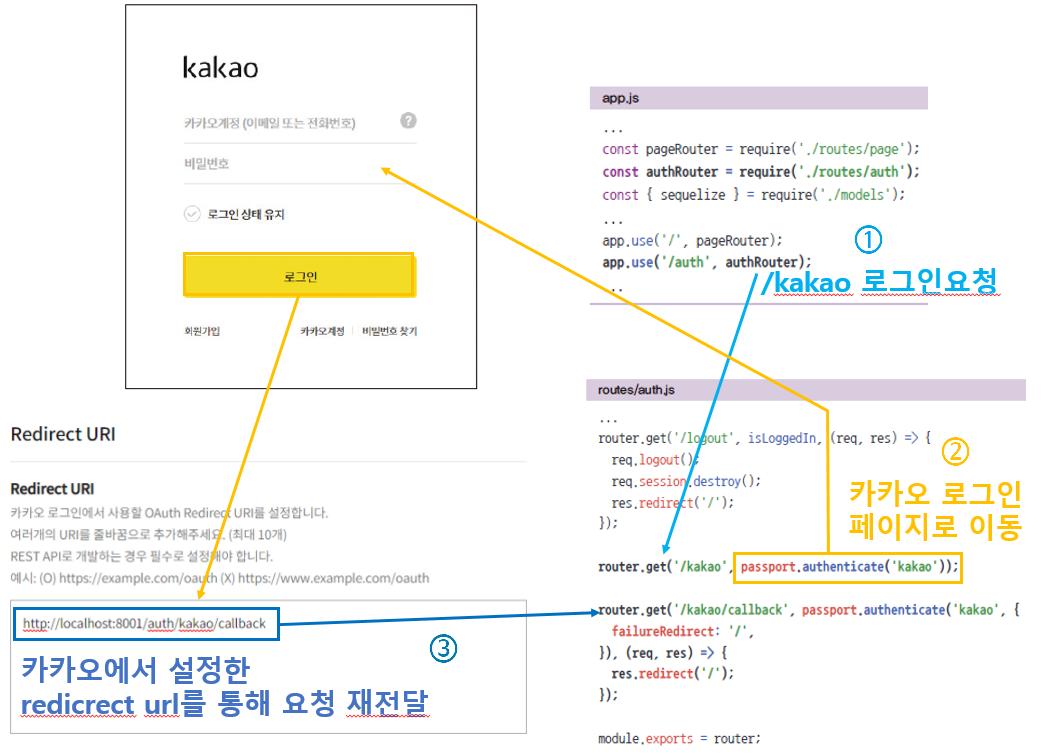 kakao
카카오계정 (이메일 또는 전화번호)
?
비밀번호
로그인 상태 유지
로그인
회원가입
카카오계정
비밀번호 찾기
app.js
...
const pageRouter = require('./routes/page');
const authRouter = require('./routes/auth');
const { sequelize } = require('./models');
...
app.use('/', pageRouter);
app.use('/auth', authRouter);
...
①
/kakao 로그인요청
routes/auth.js
...
router.get('/logout', isLoggedIn, (req, res) => {
req.logout();
req.session.destroy();
res.redirect('/');
});
router.get('/kakao', passport.authenticate('kakao'));
router.get('/kakao/callback', passport.authenticate('kakao', {
failureRedirect: '/',
}), (req, res) => {
res.redirect('/');
});
module.exports = router;
②
카카오 로그인
페이지로 이동
Redirect URI
Redirect URI
카카오 로그인에서 사용할 OAuth Redirect URI를 설정합니다.
여러개의 URI를 줄바꿈으로 추가해주세요. (최대 10개)
REST API로 개발하는 경우 필수로 설정해야 합니다.
예시: (O) https://example.com/oauth (X) https://www.example.com/oauth
http://localhost:8001/auth/kakao/callback
③
카카오에서 설정한
redicrect url를 통해 요청 재전달